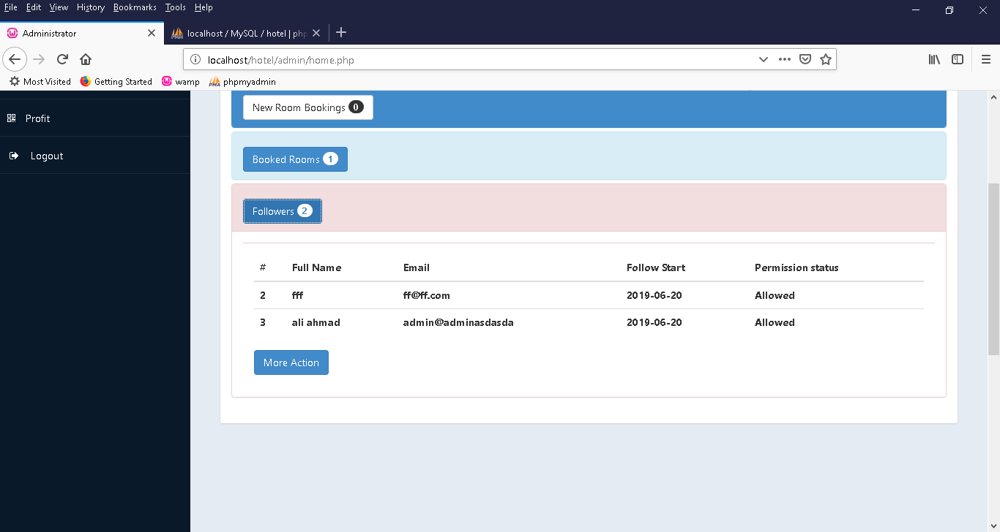 File Edit View History Bookmarks Tools Help
Administrator
localhost / MySQL / hotel | php
localhost/hotel/admin/home.php
Most Visited Getting Started wamp phpmyadmin
Profit
Logout
New Room Bookings 0
Booked Rooms 1
Followers 2
# Full Name Email Follow Start Permission status
2 fff ff@ff.com 2019-06-20 Allowed
3 ali ahmad admin@adminasdasda 2019-06-20 Allowed
More Action